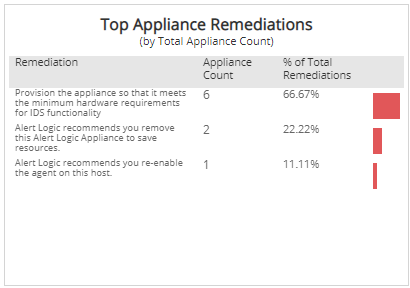 Top Appliance Remediations
(by Total Appliance Count)
Remediation Appliance Count % of Total Remediations
Provision the appliance so that it meets
the minimum hardware requirements
for IDS functionality
6 66.67%
Alert Logic recommends you remove
this Alert Logic Appliance to save
resources.
2 22.22%
Alert Logic recommends you re-enable
the agent on this host.
1 11.11%